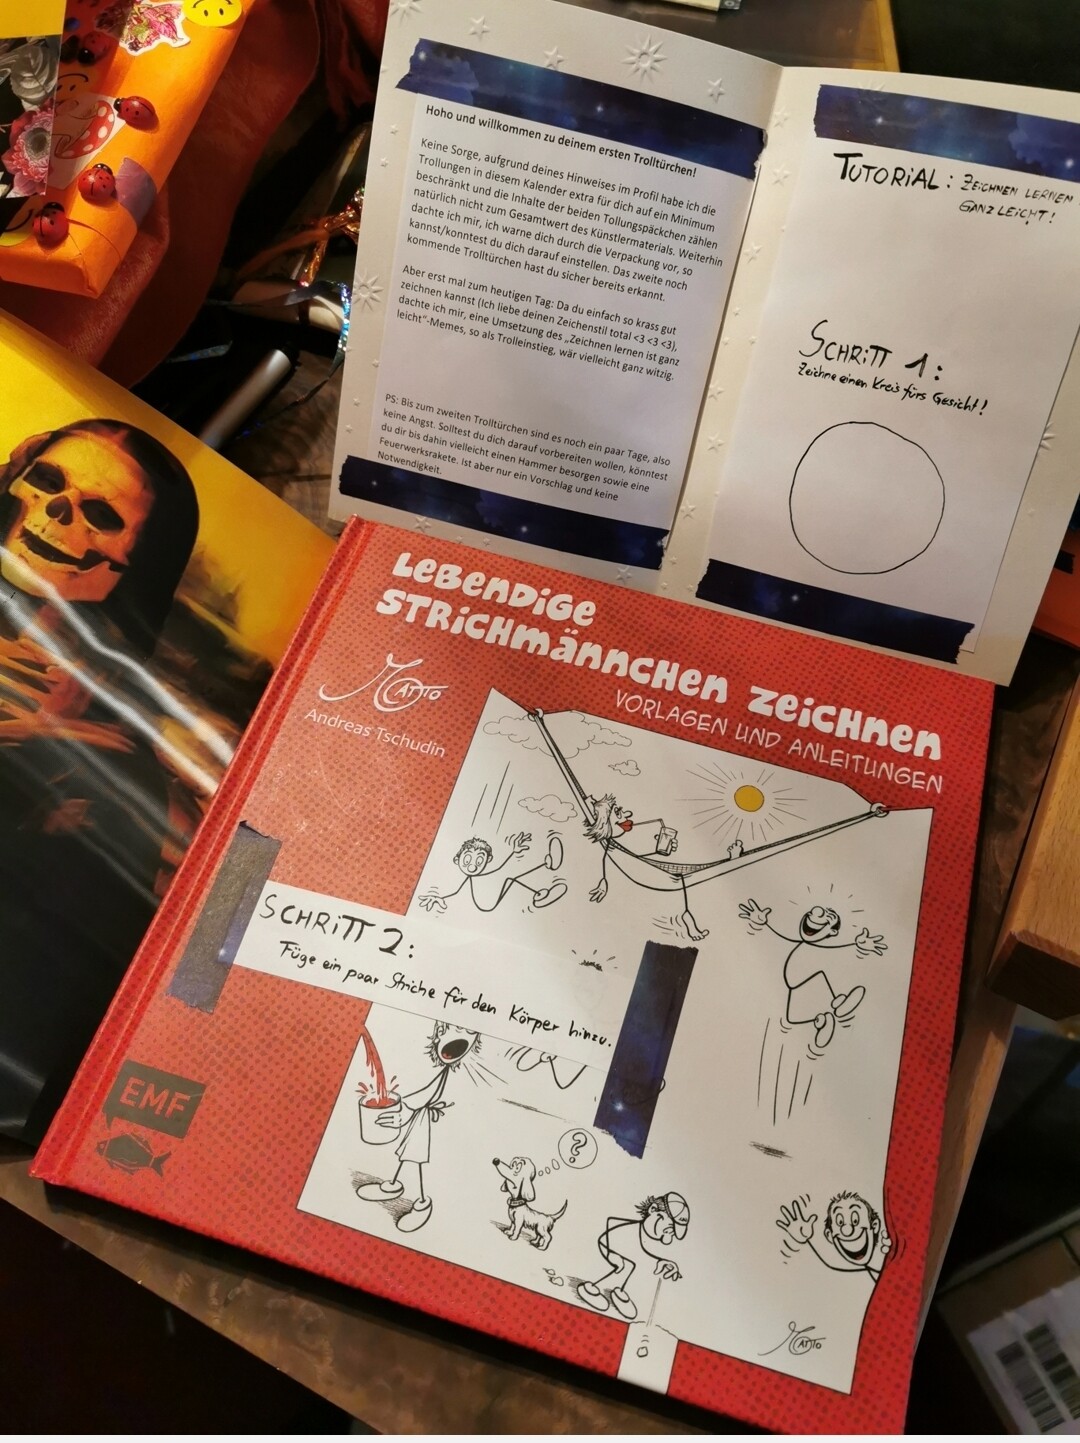 Hoho und willkommen zu deinem ersten Trolltürchen!
Keine Sorge, aufgrund deines Hinweises im Profil habe ich die
Trollungen in diesem Kalender extra für dich auf ein Minimum
beschränkt und die Inhalte der beiden Tollungspäckchen zählen
natürlich nicht zum Gesamtwert des Künstlermaterials. Weiterhin
dachte ich mir, ich warne dich durch die Verpackung vor, so
kannst/konntest du dich darauf einstellen. Das zweite noch
kommende Trolltürchen hast du sicher bereits erkannt.
Aber erst mal zum heutigen Tag: Da du einfach so krass gut
zeichnen kannst (Ich liebe deinen Zeichenstil total <3 <3 <3),
dachte ich mir, eine Umsetzung des „Zeichnen lernen ist ganz
leicht“-Memes, so als Trolleinstieg, wär vielleicht ganz witzig.
PS: Bis zum zweiten Trolltürchen sind es noch ein paar Tage, also
keine Angst. Solltest du dich darauf vorbereiten wollen, könntest
du dir bis dahin vielleicht einen Hammer besorgen sowie eine
Feuerwerksrakete. Ist aber nur ein Vorschlag und keine
Notwendigkeit.
TUTORIAL: ZEICHNEN LERNEN
GANZ LEICHT!
SCHRITT 1:
Zeichne einen Kreis fürs Gesicht!
LEBENDIGE
STRICHMÄNNCHEN ZEICHNEN
VORLAGEN UND ANLEITUNGEN
MATTO
Andreas Tschudin
SCHRITT 2:
Füge ein paar Striche für den Körper hinzu.
?
EMF
MATTO